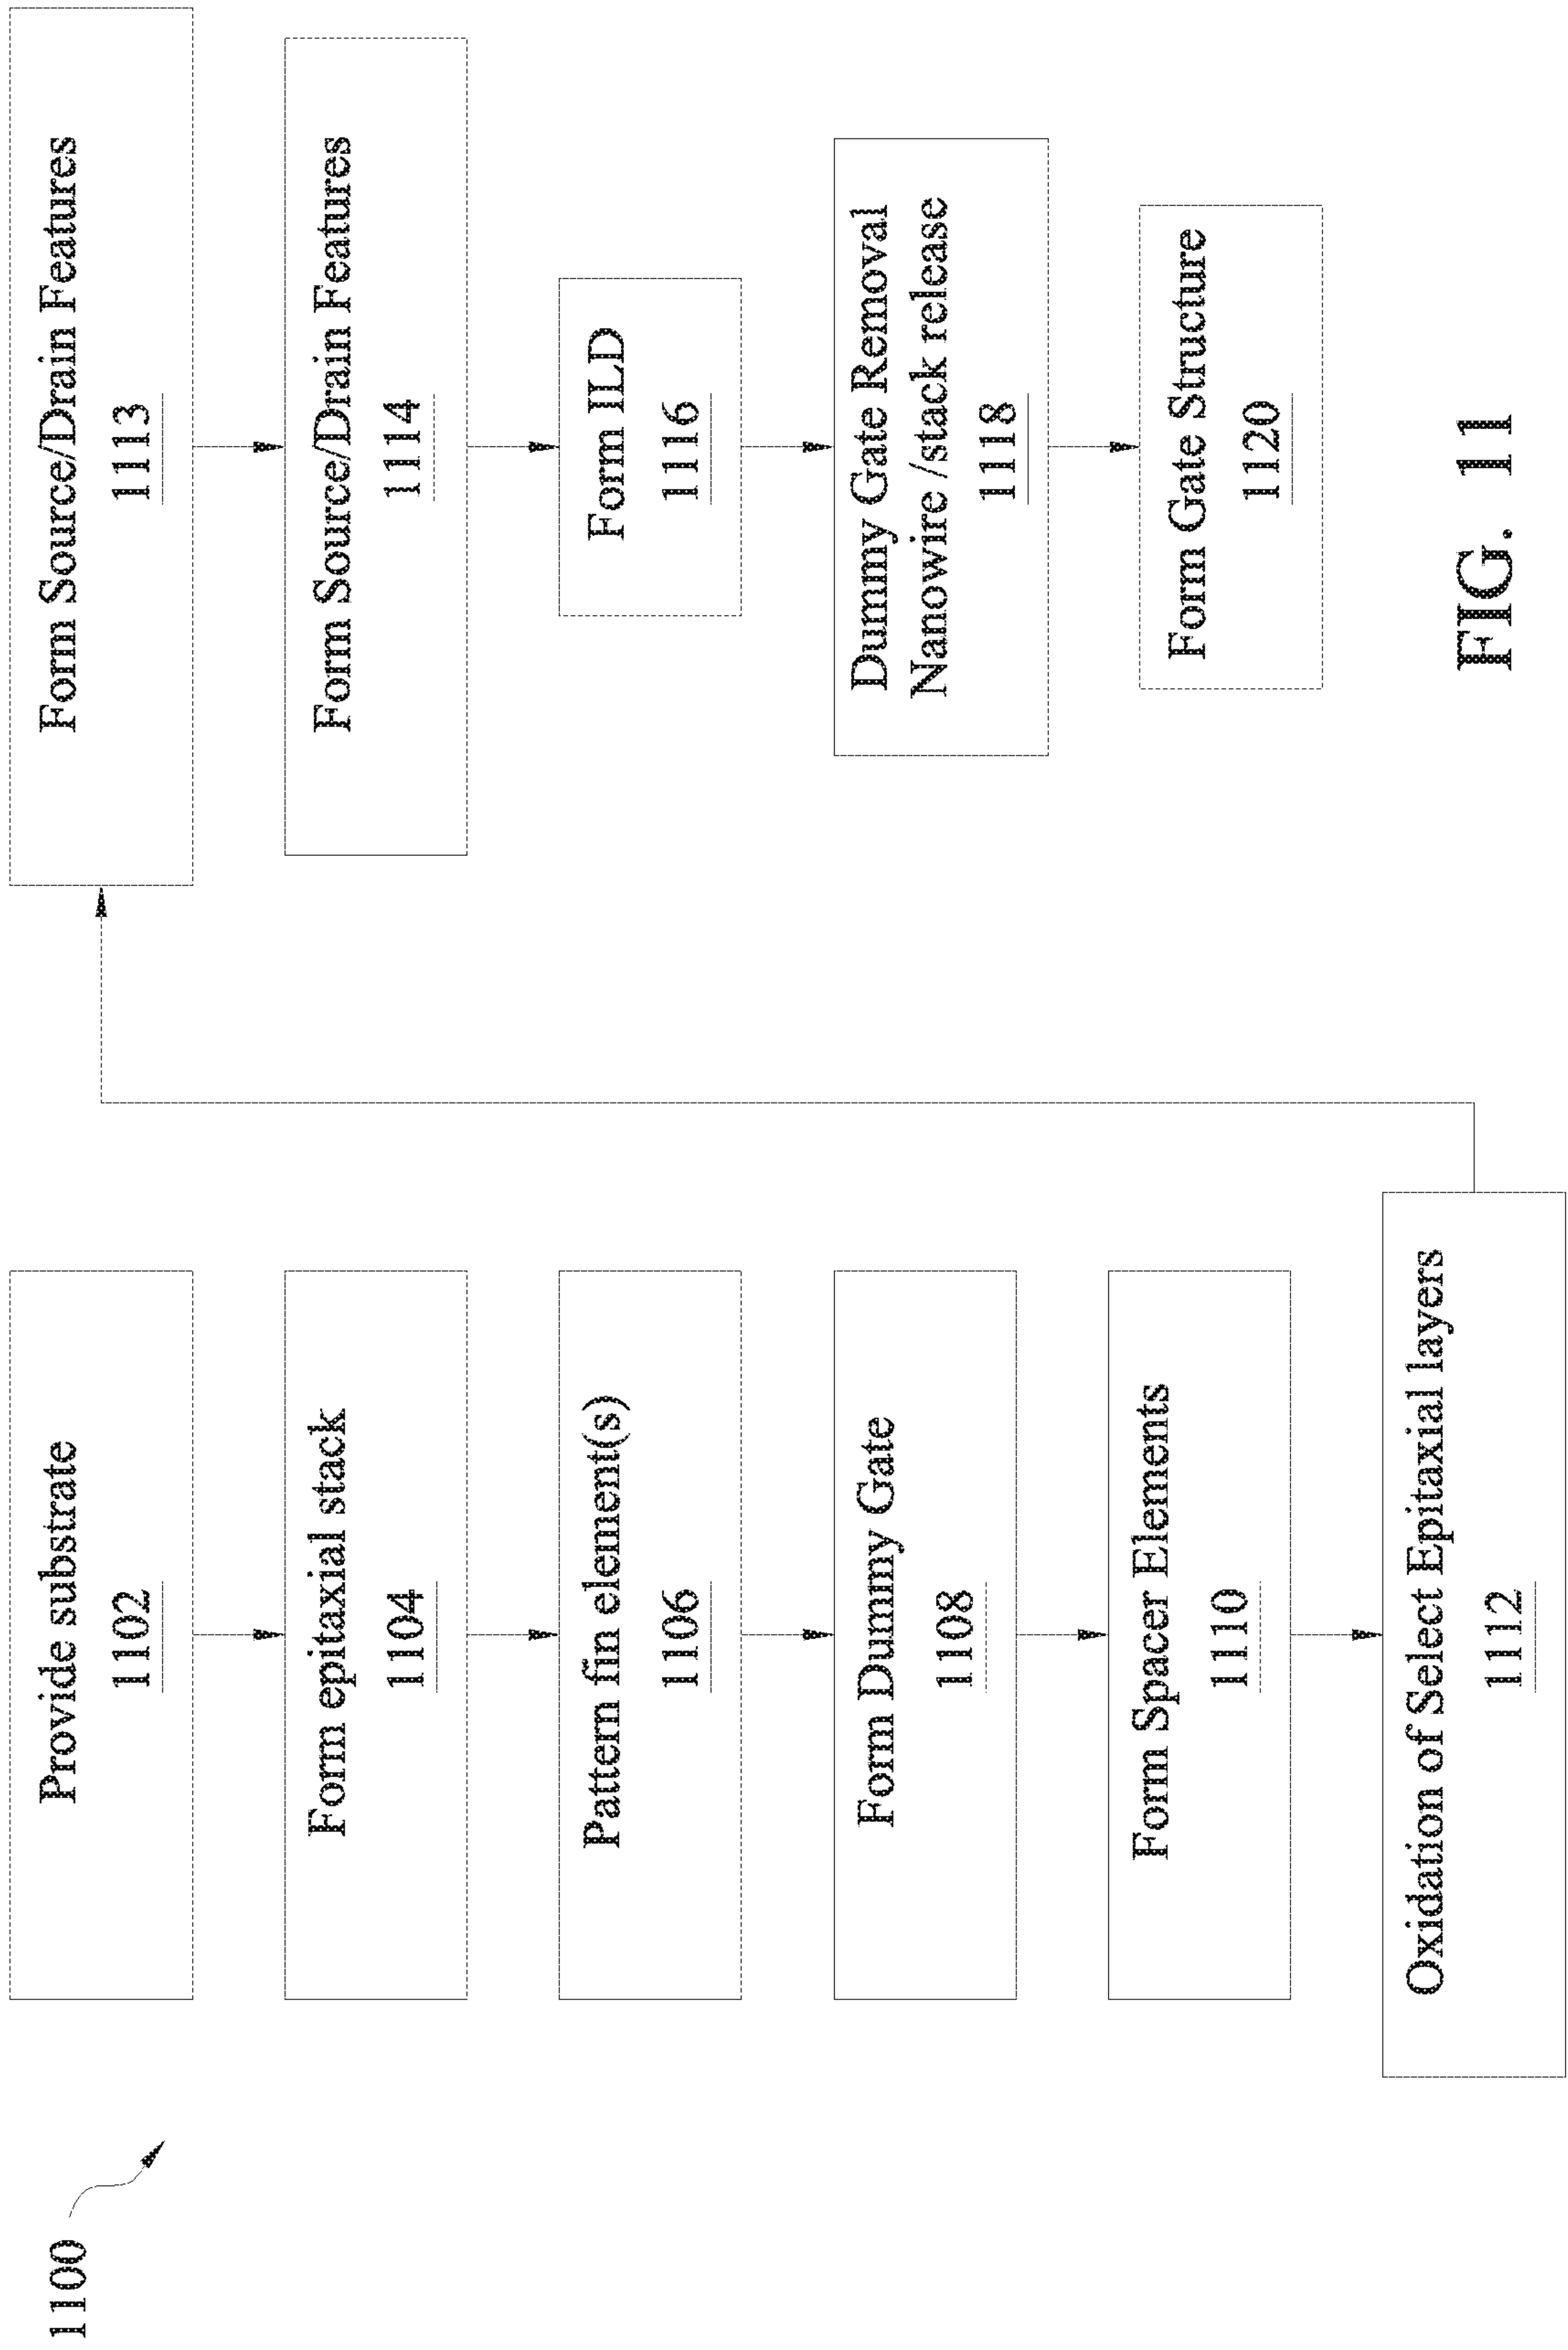 1100
Provide substrate
1102
Form epitaxial stack
1104
Pattern fin element(s)
1106
Form Dummy Gate
1108
Form Spacer Elements
1110
Oxidation of Select Epitaxial layers
1112
Form Source/Drain Features
1113
Form Source/Drain Features
1114
Form ILD
1116
Dummy Gate Removal
Nanowire /stack release
1118
Form Gate Structure
1120
FIG. 11